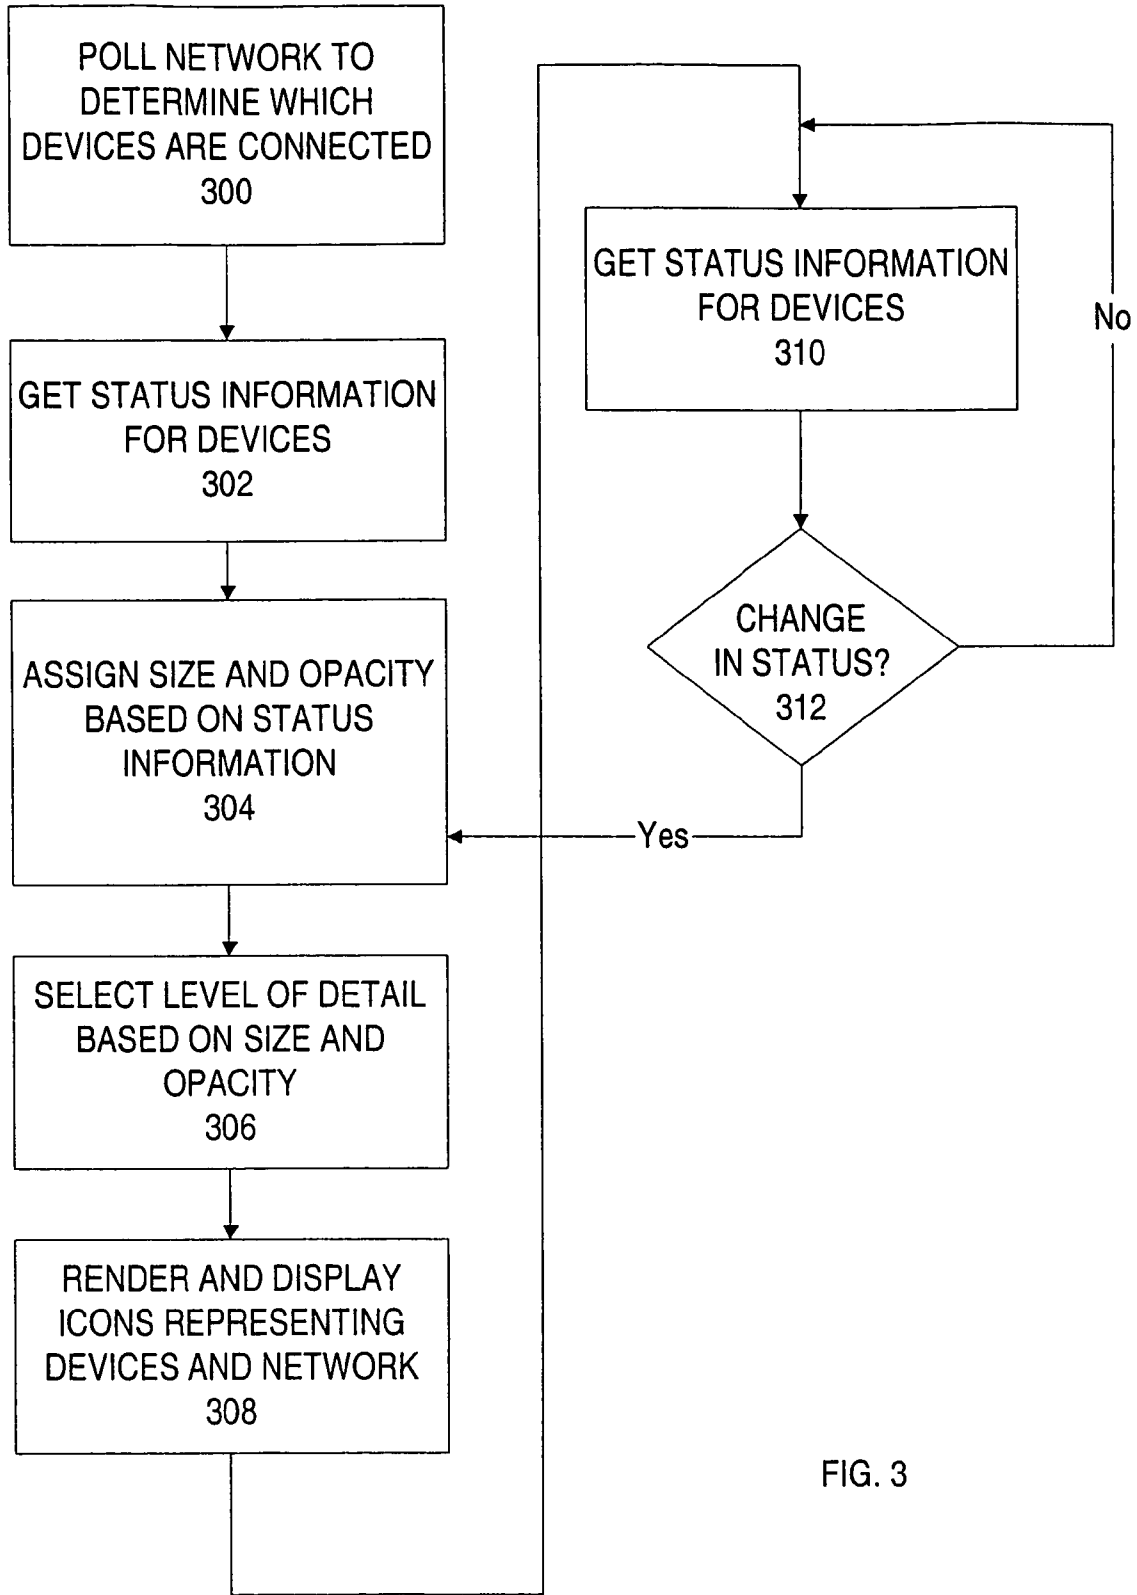 POLL NETWORK TO
DETERMINE WHICH
DEVICES ARE CONNECTED
300
GET STATUS INFORMATION
FOR DEVICES
302
ASSIGN SIZE AND OPACITY
BASED ON STATUS
INFORMATION
304
SELECT LEVEL OF DETAIL
BASED ON SIZE AND
OPACITY
306
RENDER AND DISPLAY
ICONS REPRESENTING
DEVICES AND NETWORK
308
GET STATUS INFORMATION
FOR DEVICES
310
No
CHANGE
IN STATUS?
312
Yes
FIG. 3